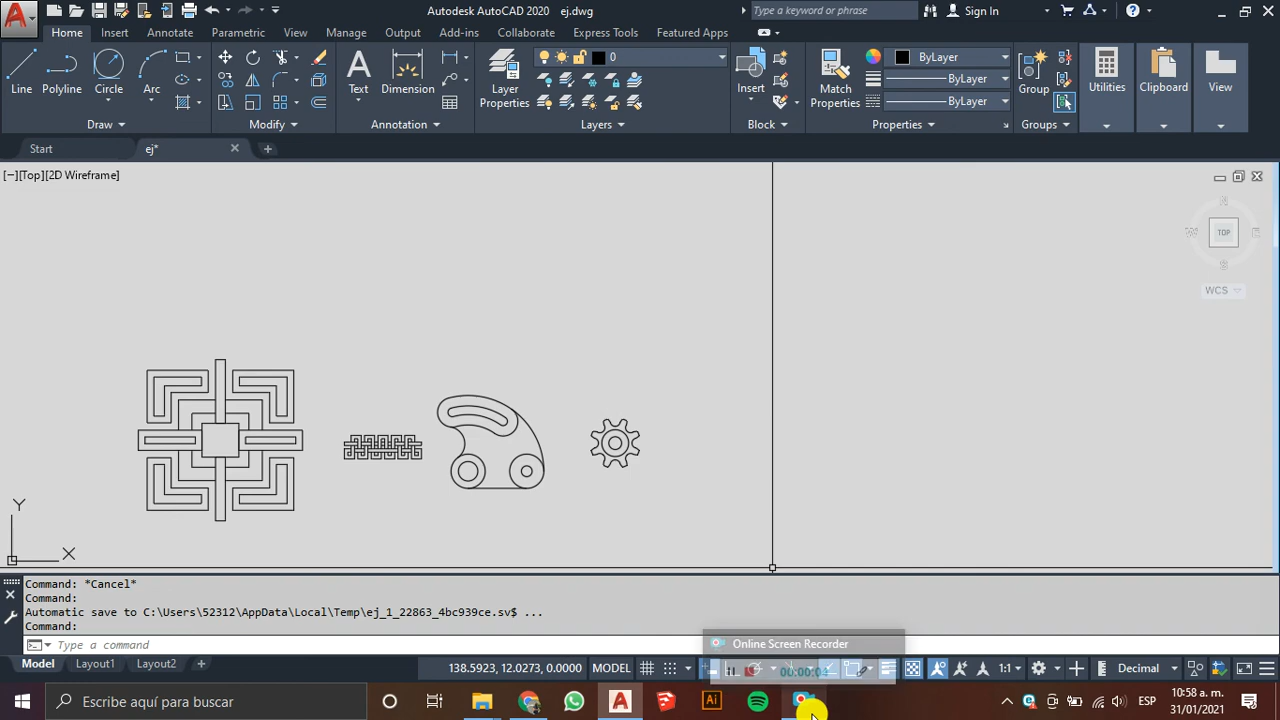 Autodesk AutoCAD 2020 ej.dwg
Type a keyword or phrase
Sign In
Home Insert Annotate Parametric View Manage Output Add-ins Collaborate Express Tools Featured Apps
Line Polyline Circle Arc
Text Dimension
Layer Properties
0
Insert
Match Properties
ByLayer
ByLayer
ByLayer
Group
Utilities
Clipboard
View
Draw Modify Annotation Layers Block Properties Groups
Start ej*
[−][Top][2D Wireframe]
N
W TOP E
S
WCS
Y
X
Command: *Cancel*
Command:
Automatic save to C:\Users\52312\AppData\Local\Temp\ej_1_22863_4bc939ce.sv$ ...
Command:
Type a command
Online Screen Recorder
Model Layout1 Layout2
138.5923, 12.0273, 0.0000 MODEL
1:1
Decimal
Escribe aquí para buscar
ESP
10:58 a. m.
31/01/2021